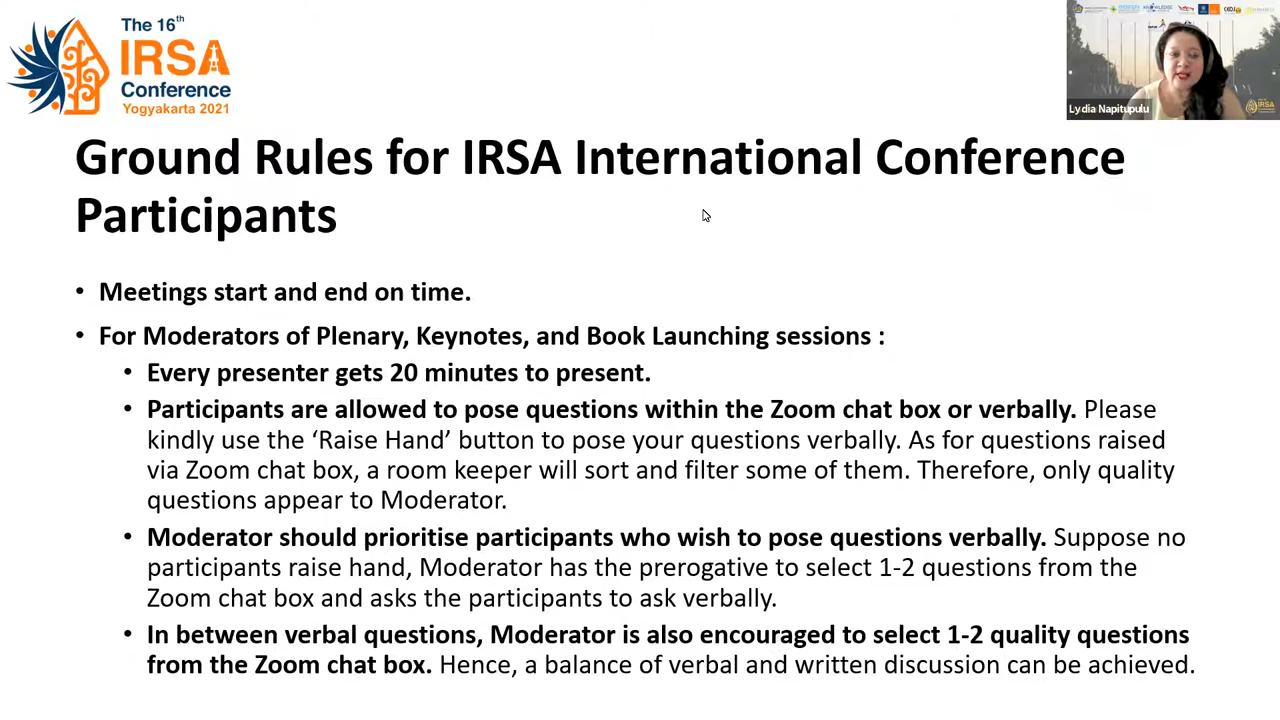 The 16th
IRSA
Conference
Yogyakarta 2021
Lydia Napitupulu
Ground Rules for IRSA International Conference
Participants
• Meetings start and end on time.
• For Moderators of Plenary, Keynotes, and Book Launching sessions :
• Every presenter gets 20 minutes to present.
• Participants are allowed to pose questions within the Zoom chat box or verbally. Please
kindly use the ‘Raise Hand’ button to pose your questions verbally. As for questions raised
via Zoom chat box, a room keeper will sort and filter some of them. Therefore, only quality
questions appear to Moderator.
• Moderator should prioritise participants who wish to pose questions verbally. Suppose no
participants raise hand, Moderator has the prerogative to select 1-2 questions from the
Zoom chat box and asks the participants to ask verbally.
• In between verbal questions, Moderator is also encouraged to select 1-2 quality questions
from the Zoom chat box. Hence, a balance of verbal and written discussion can be achieved.